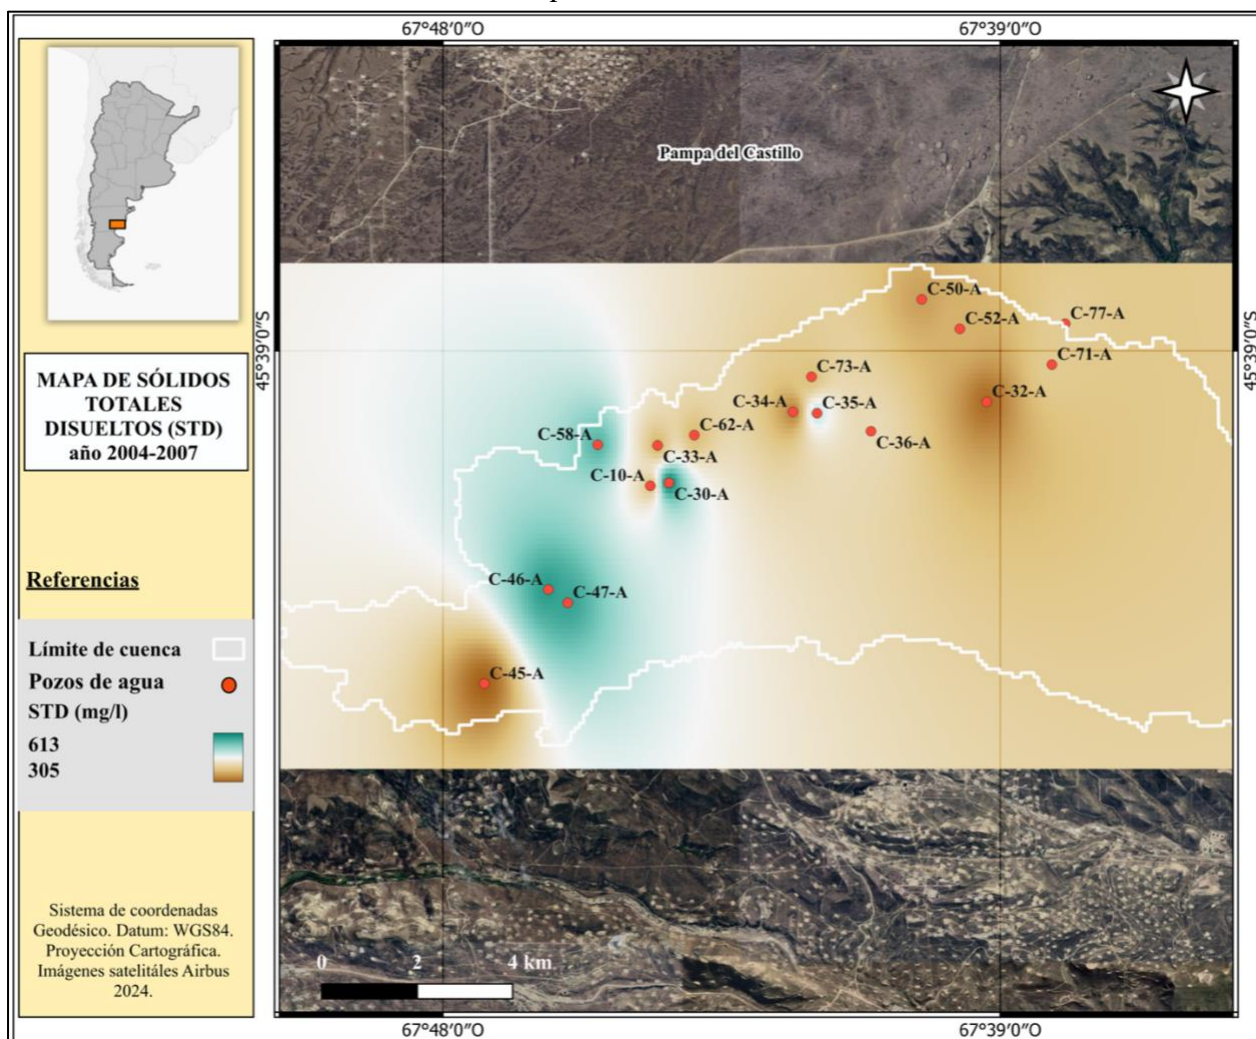 67°48′0″O 67°39′0″O
Pampa del Castillo
45°39′0″S
45°39′0″S
MAPA DE SÓLIDOS
TOTALES
DISUELTOS (STD)
año 2004-2007
Referencias
Límite de cuenca
Pozos de agua
STD (mg/l)
613
305
Sistema de coordenadas
Geodésico. Datum: WGS84.
Proyección Cartográfica.
Imágenes satelitáles Airbus
2024.
C-50-A
C-77-A
C-52-A
C-71-A
C-73-A
C-32-A
C-34-A
C-35-A
C-36-A
C-62-A
C-58-A
C-33-A
C-10-A
C-30-A
C-46-A
C-47-A
C-45-A
0 2 4 km
67°48′0″O 67°39′0″O